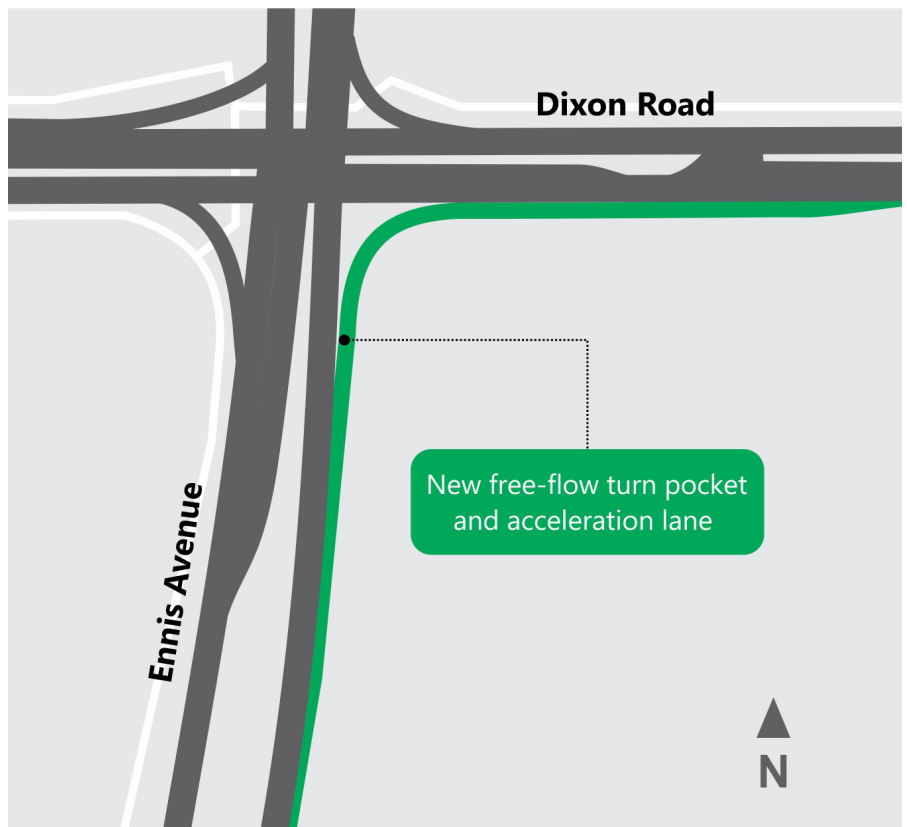 Dixon Road
New free-flow turn pocket
and acceleration lane
Ennis Avenue
N